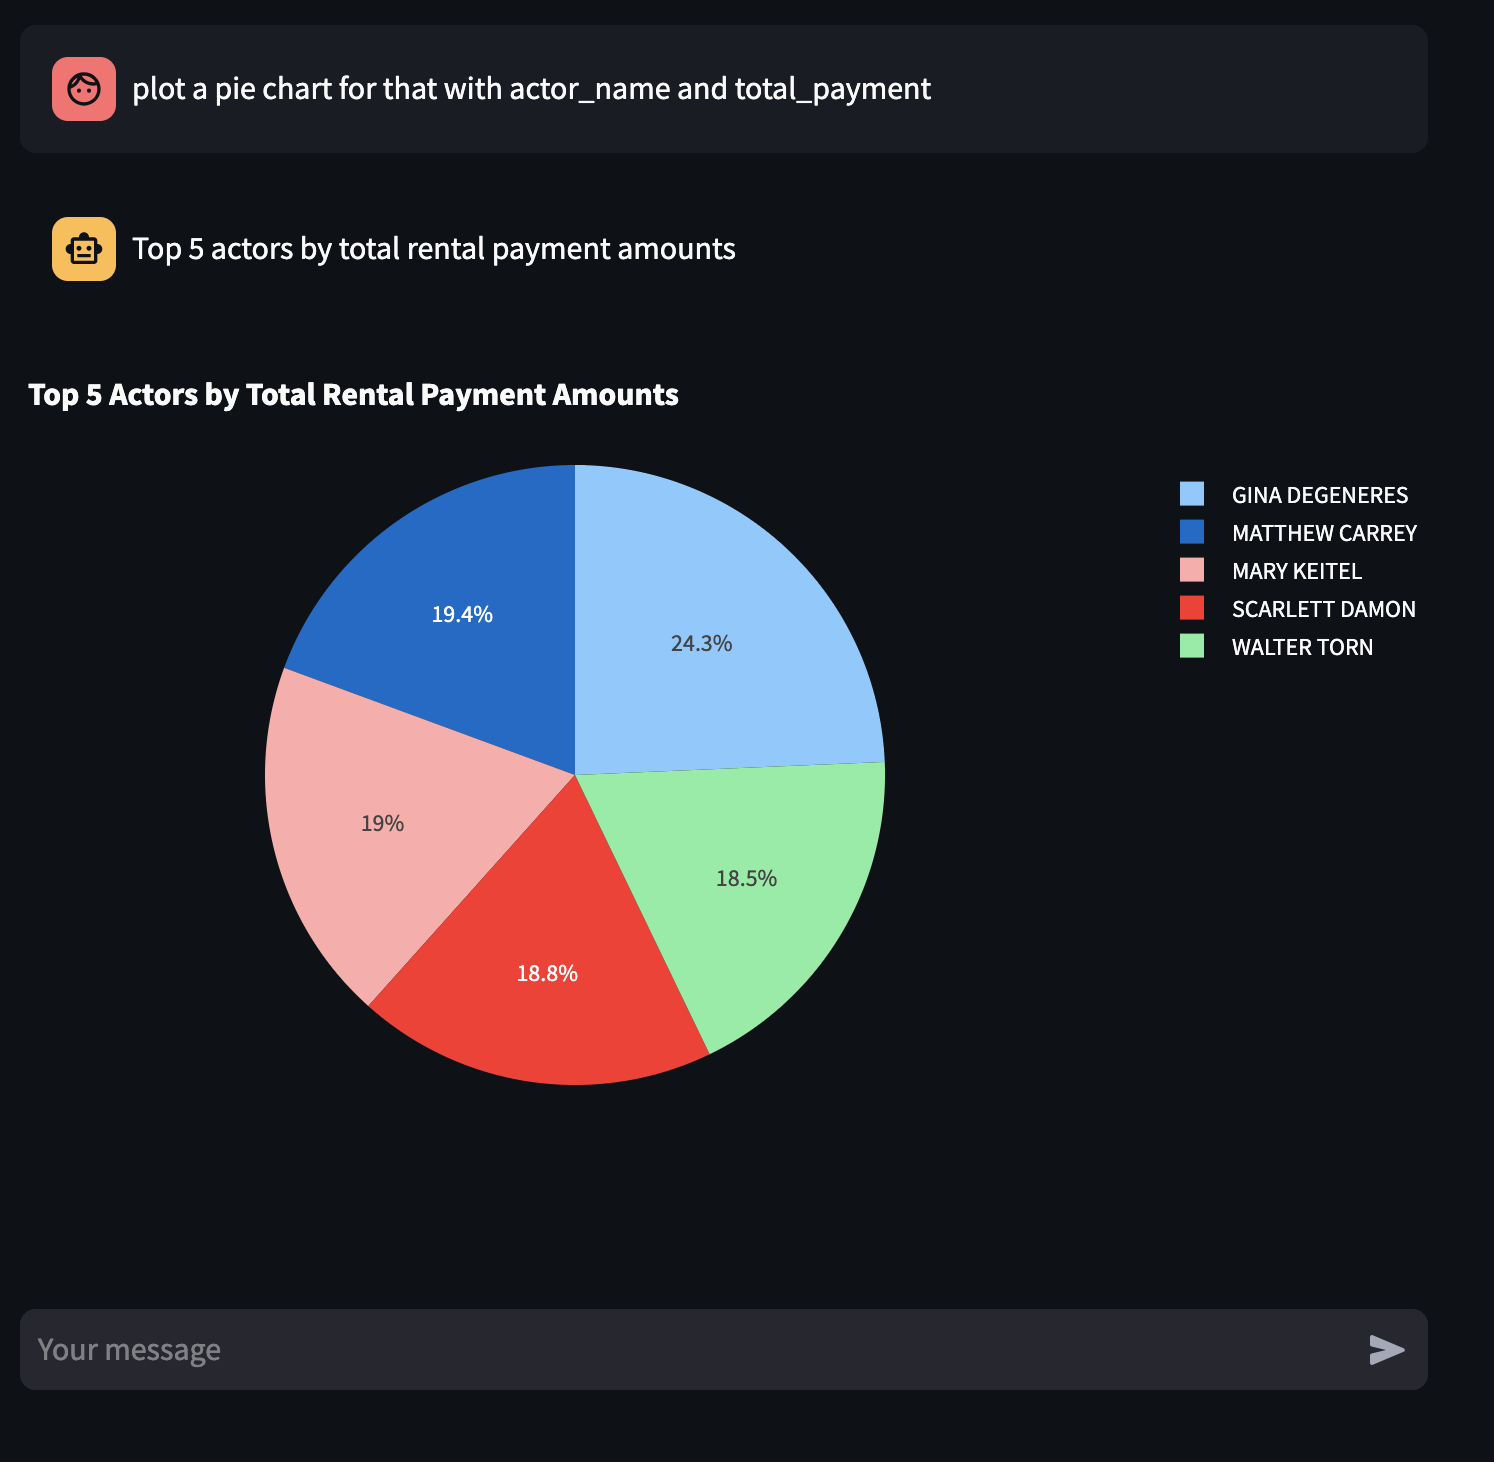 plot a pie chart for that with actor_name and total_payment
Top 5 actors by total rental payment amounts
Top 5 Actors by Total Rental Payment Amounts
GINA DEGENERES
MATTHEW CARREY
MARY KEITEL
SCARLETT DAMON
WALTER TORN
19.4%
24.3%
19%
18.5%
18.8%
Your message